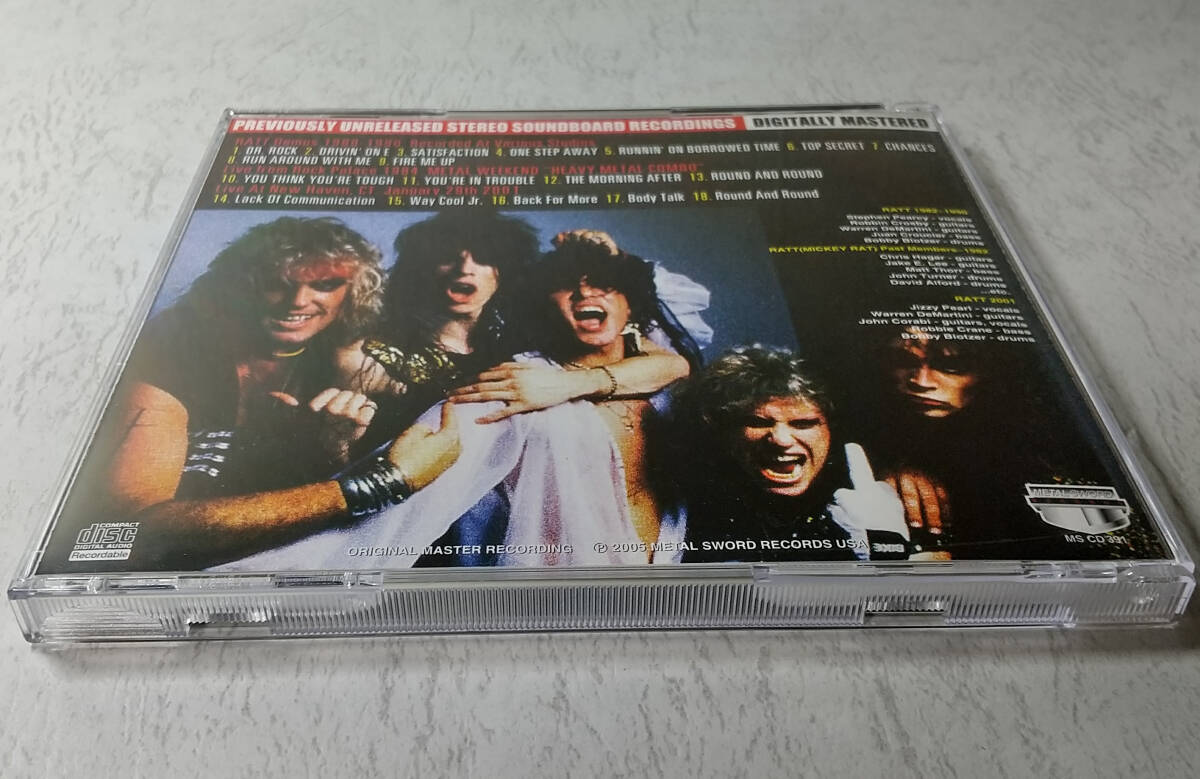 PREVIOUSLY UNRELEASED STEREO SOUNDBOARD RECORDINGS DIGITALLY MASTERED
RATT Demos 1988-1990, Recorded At Various Studios
1. DR. ROCK 2. DRIVIN' ON E 3. SATISFACTION 4. ONE STEP AWAY 5. RUNNIN' ON BORROWED TIME 6. TOP SECRET 7. CHANCES
8. RUN AROUND WITH ME 9. FIRE ME UP
Live from Rock Palace 1984 METAL WEEKEND "HEAVY METAL COMBO"
10. YOU THINK YOU'RE TOUGH 11. YOU'RE IN TROUBLE 12. THE MORNING AFTER 13. ROUND AND ROUND
Live At New Haven, CT. January 29th 2001
14. Lack Of Communication 15. Way Cool Jr. 16. Back For More 17. Body Talk 18. Round And Round
RATT 1982-1990
Stephen Pearcy - vocals
Robbin Crosby - guitars
Warren DeMartini - guitars
Juan Croucier - bass
Bobby Blotzer - drums
RATT(MICKEY RAT) Past Members-1982
Chris Hager - guitars
Jake E. Lee - guitars
Matt Thorr - bass
John Turner - drums
David Alford - drums
...etc.
RATT 2001
Jizzy Pearl - vocals
Warren DeMartini - guitars
John Corabi - guitars, vocals
Robbie Crane - bass
Bobby Blotzer - drums
METAL SWORD
MS CD 391
COMPACT
disc
DIGITAL AUDIO
Recordable
ORIGINAL MASTER RECORDING ℗ 2005 METAL SWORD RECORDS USA